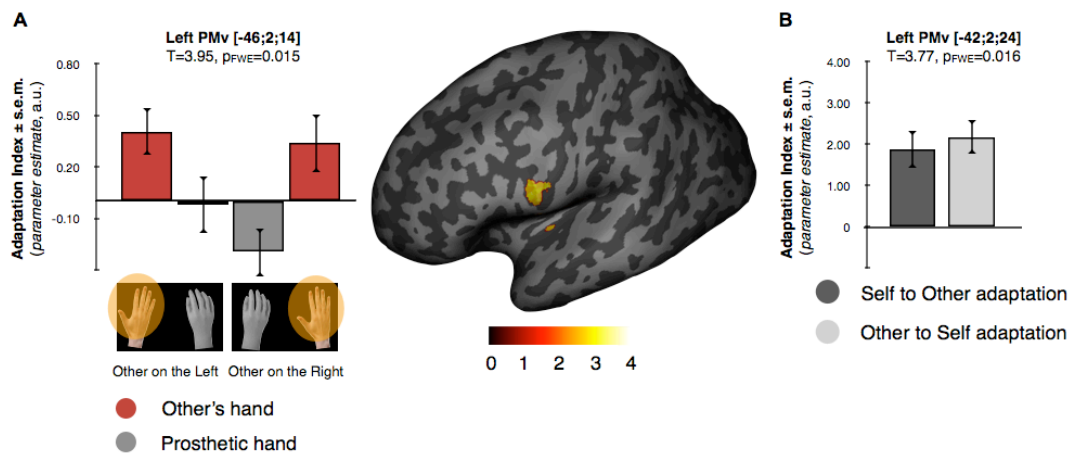 A
Left PMv [-46;2;14]
T=3.95, pFWE=0.015
Adaptation Index ± s.e.m.
(parameter estimate, a.u.)
0.80
0.50
0.20
-0.10
Other on the Left
Other on the Right
Other's hand
Prosthetic hand
0 1 2 3 4
B
Left PMv [-42;2;24]
T=3.77, pFWE=0.016
Adaptation Index ± s.e.m.
(parameter estimate, a.u.)
4.00
3.00
2.00
1.00
0
Self to Other adaptation
Other to Self adaptation